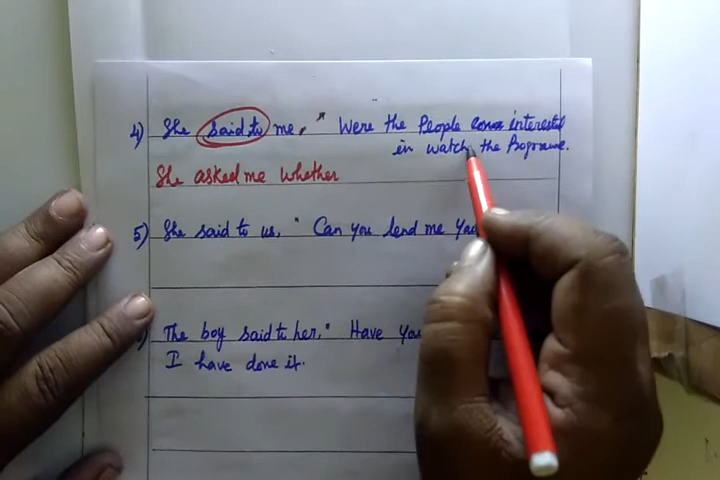 4) She said to me, " Were the People interested
in watch the Programe.
She asked me whether
5) She said to us, " Can you lend me
The boy said to her, " Have You
I have done it.